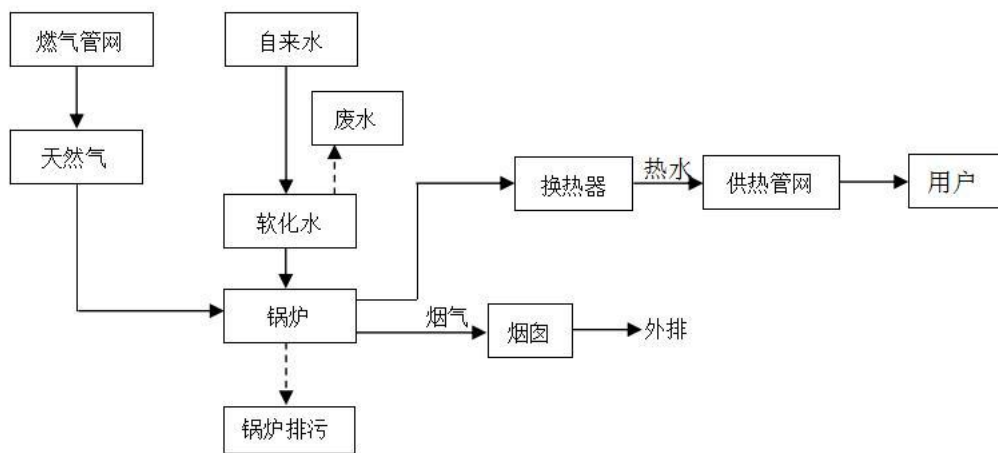 燃气管网
自来水
废水
天然气
换热器
热水
供热管网
用户
软化水
锅炉
烟气
烟囱
外排
锅炉排污